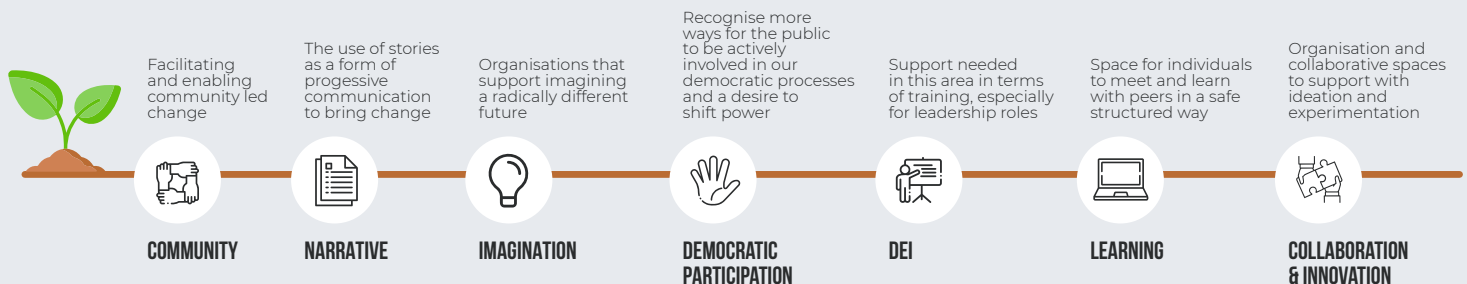 Facilitating
and enabling
community led
change
COMMUNITY
The use of stories
as a form of
progessive
communication
to bring change
NARRATIVE
Organisations that
support imagining
a radically different
future
IMAGINATION
Recognise more
ways for the public
to be actively
involved in our
democratic processes
and a desire to
shift power
DEMOCRATIC
PARTICIPATION
Support needed
in this area in terms
of training, especially
for leadership roles
DEI
Space for individuals
to meet and learn
with peers in a safe
structured way
LEARNING
Organisation and
collaborative spaces
to support with
ideation and
experimentation
COLLABORATION
& INNOVATION